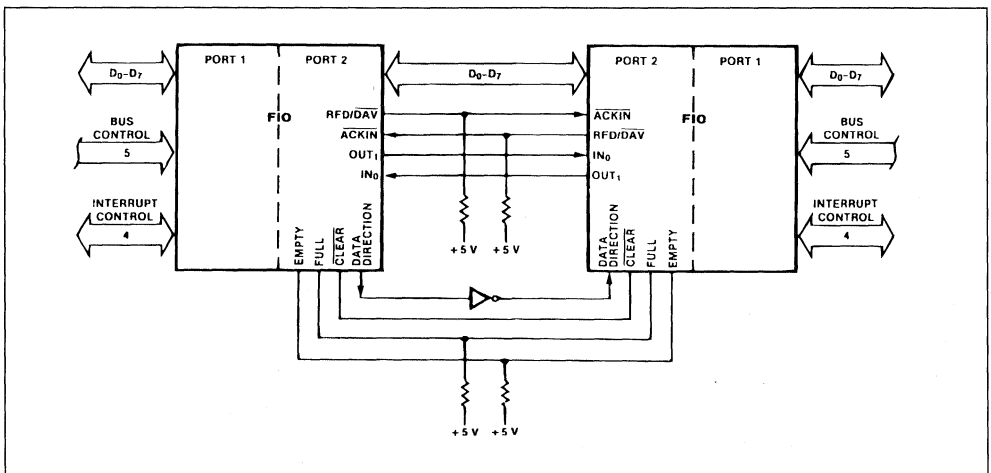 PORT 1 PORT 2 PORT 2 PORT 1
D0-D7 D0-D7 D0-D7
RFD/DAV ACKIN
FIO FIO
BUS CONTROL 5
ACKIN RFD/DAV
BUS CONTROL 5
OUT1 IN0
IN0 OUT1
INTERRUPT CONTROL 4
INTERRUPT CONTROL 4
EMPTY
FULL
CLEAR
DATA DIRECTION
+5 V +5 V
DATA DIRECTION
CLEAR
FULL
EMPTY
+5 V +5 V